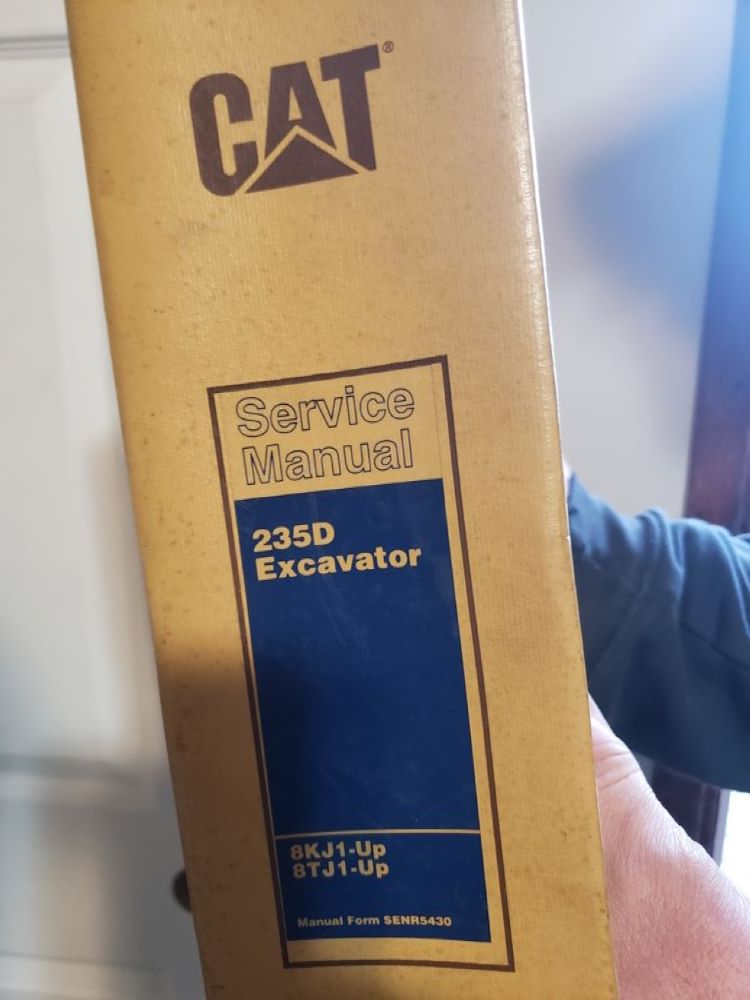 CAT®
Service
Manual
235D
Excavator
8KJ1-Up
8TJ1-Up
Manual Form SENR5430